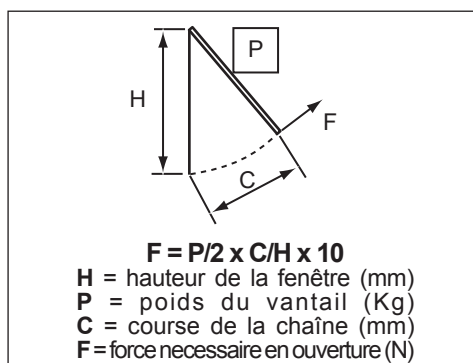 P
H
F
C
F = P/2 x C/H x 10
H = hauteur de la fenêtre (mm)
P = poids du vantail (Kg)
C = course de la chaîne (mm)
F = force necessaire en ouverture (N)